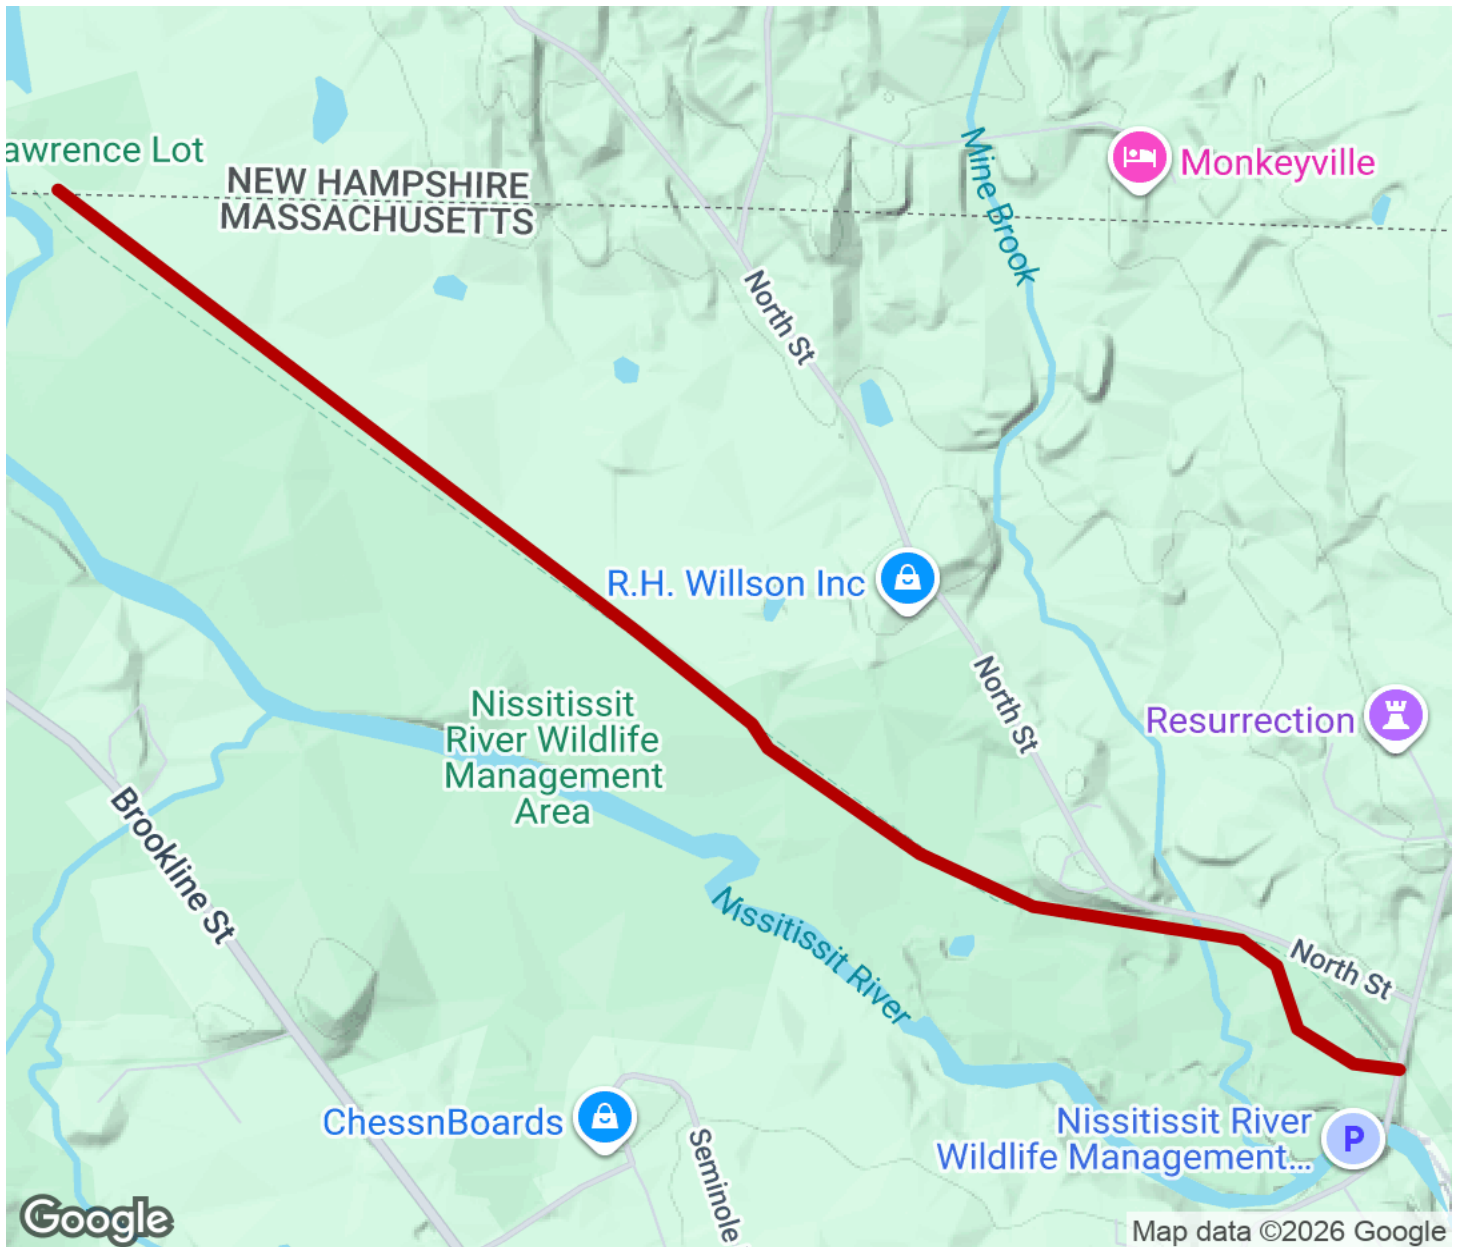 awrence Lot
NEW HAMPSHIRE
MASSACHUSETTS
Mine Brook
Monkeyville
North St
R.H. Willson Inc
North St
Resurrection
Nissitissit
River Wildlife
Management
Area
Brookline St
Nissitissit River
North St
ChessnBoards
Seminole
Nissitissit River
Wildlife Management...
P
Google
Map data ©2026 Google